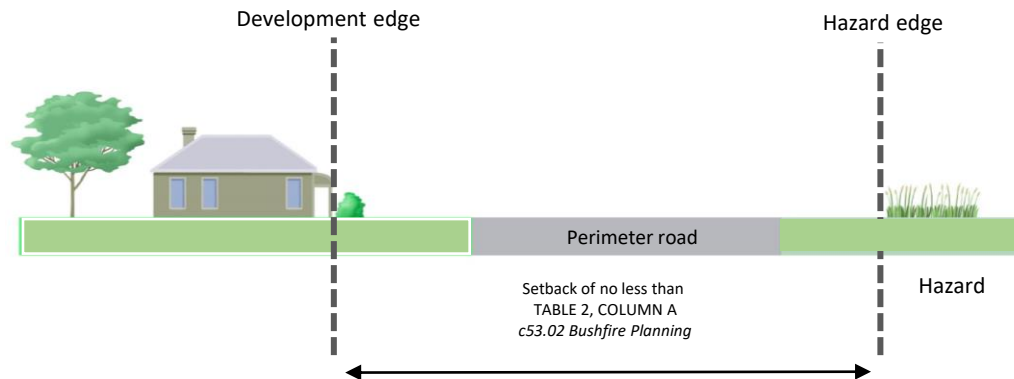 Development edge
Hazard edge
Perimeter road
Setback of no less than
TABLE 2, COLUMN A
c53.02 Bushfire Planning
Hazard